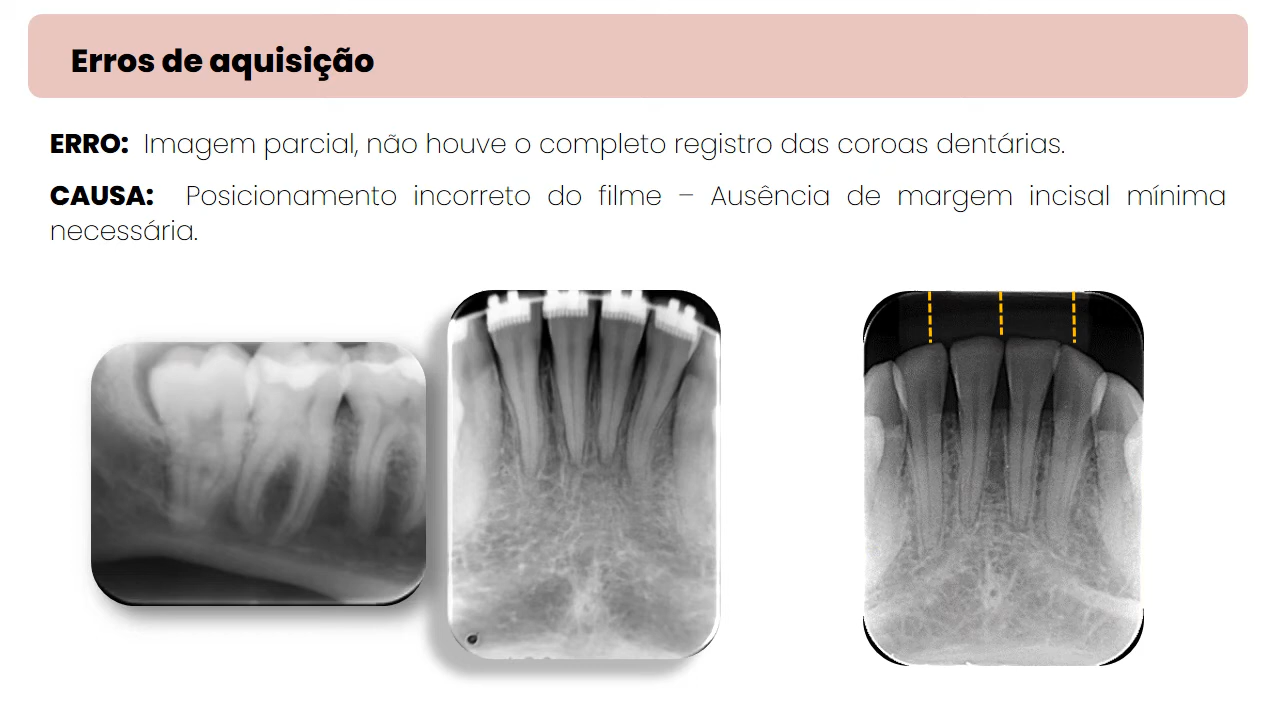 Erros de aquisição
ERRO: Imagem parcial, não houve o completo registro das coroas dentárias.
CAUSA: Posicionamento incorreto do filme – Ausência de margem incisal mínima
necessária.